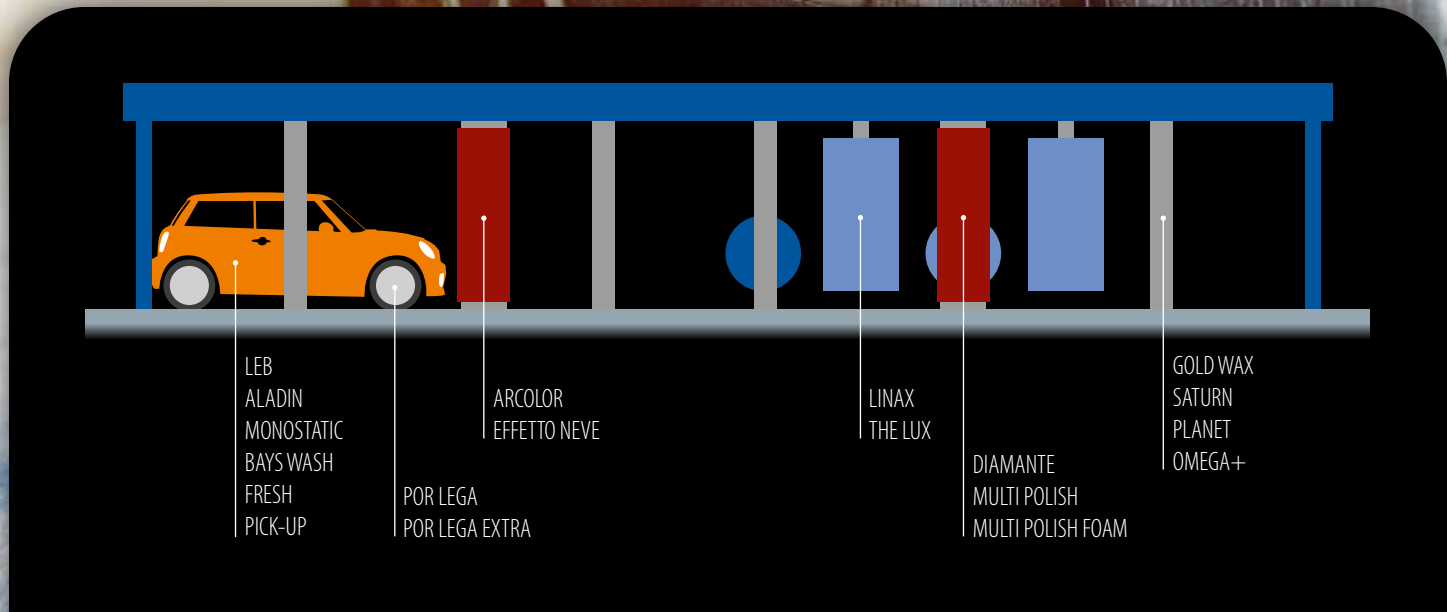 LEB
ALADIN
MONOSTATIC
BAYS WASH
FRESH
PICK-UP
POR LEGA
POR LEGA EXTRA
ARCOLOR
EFFETTO NEVE
LINAX
THE LUX
DIAMANTE
MULTI POLISH
MULTI POLISH FOAM
GOLD WAX
SATURN
PLANET
OMEGA+